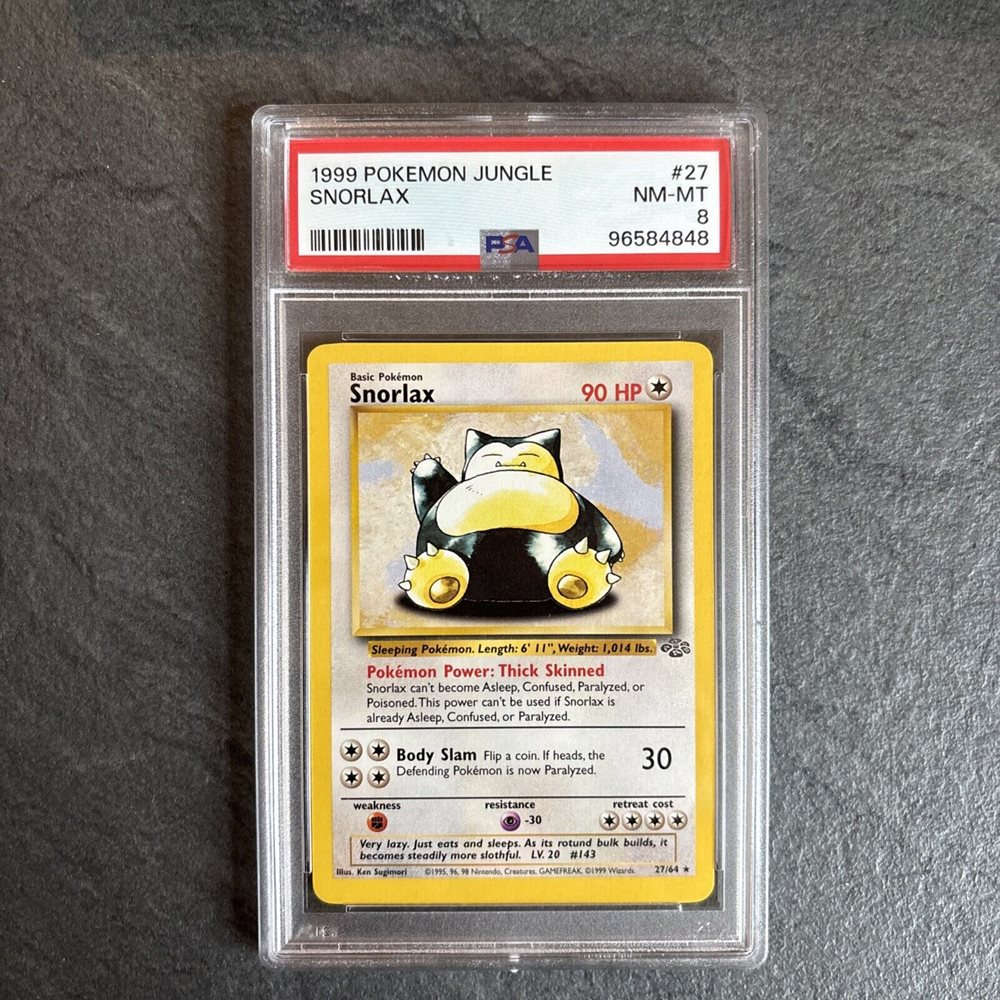 1999 POKEMON JUNGLE #27
SNORLAX NM-MT
8
PSA 96584848
Basic Pokémon
Snorlax 90 HP
Sleeping Pokémon. Length: 6' 11", Weight: 1,014 lbs.
Pokémon Power: Thick Skinned
Snorlax can't become Asleep, Confused, Paralyzed, or
Poisoned. This power can't be used if Snorlax is
already Asleep, Confused, or Paralyzed.
Body Slam Flip a coin. If heads, the 30
Defending Pokémon is now Paralyzed.
weakness resistance retreat cost
-30
Very lazy. Just eats and sleeps. As its rotund bulk builds, it
becomes steadily more slothful. LV. 20 #143
Illus. Ken Sugimori ©1995, 96, 98 Nintendo, Creatures, GAMEFREAK. ©1999 Wizards. 27/64 ★